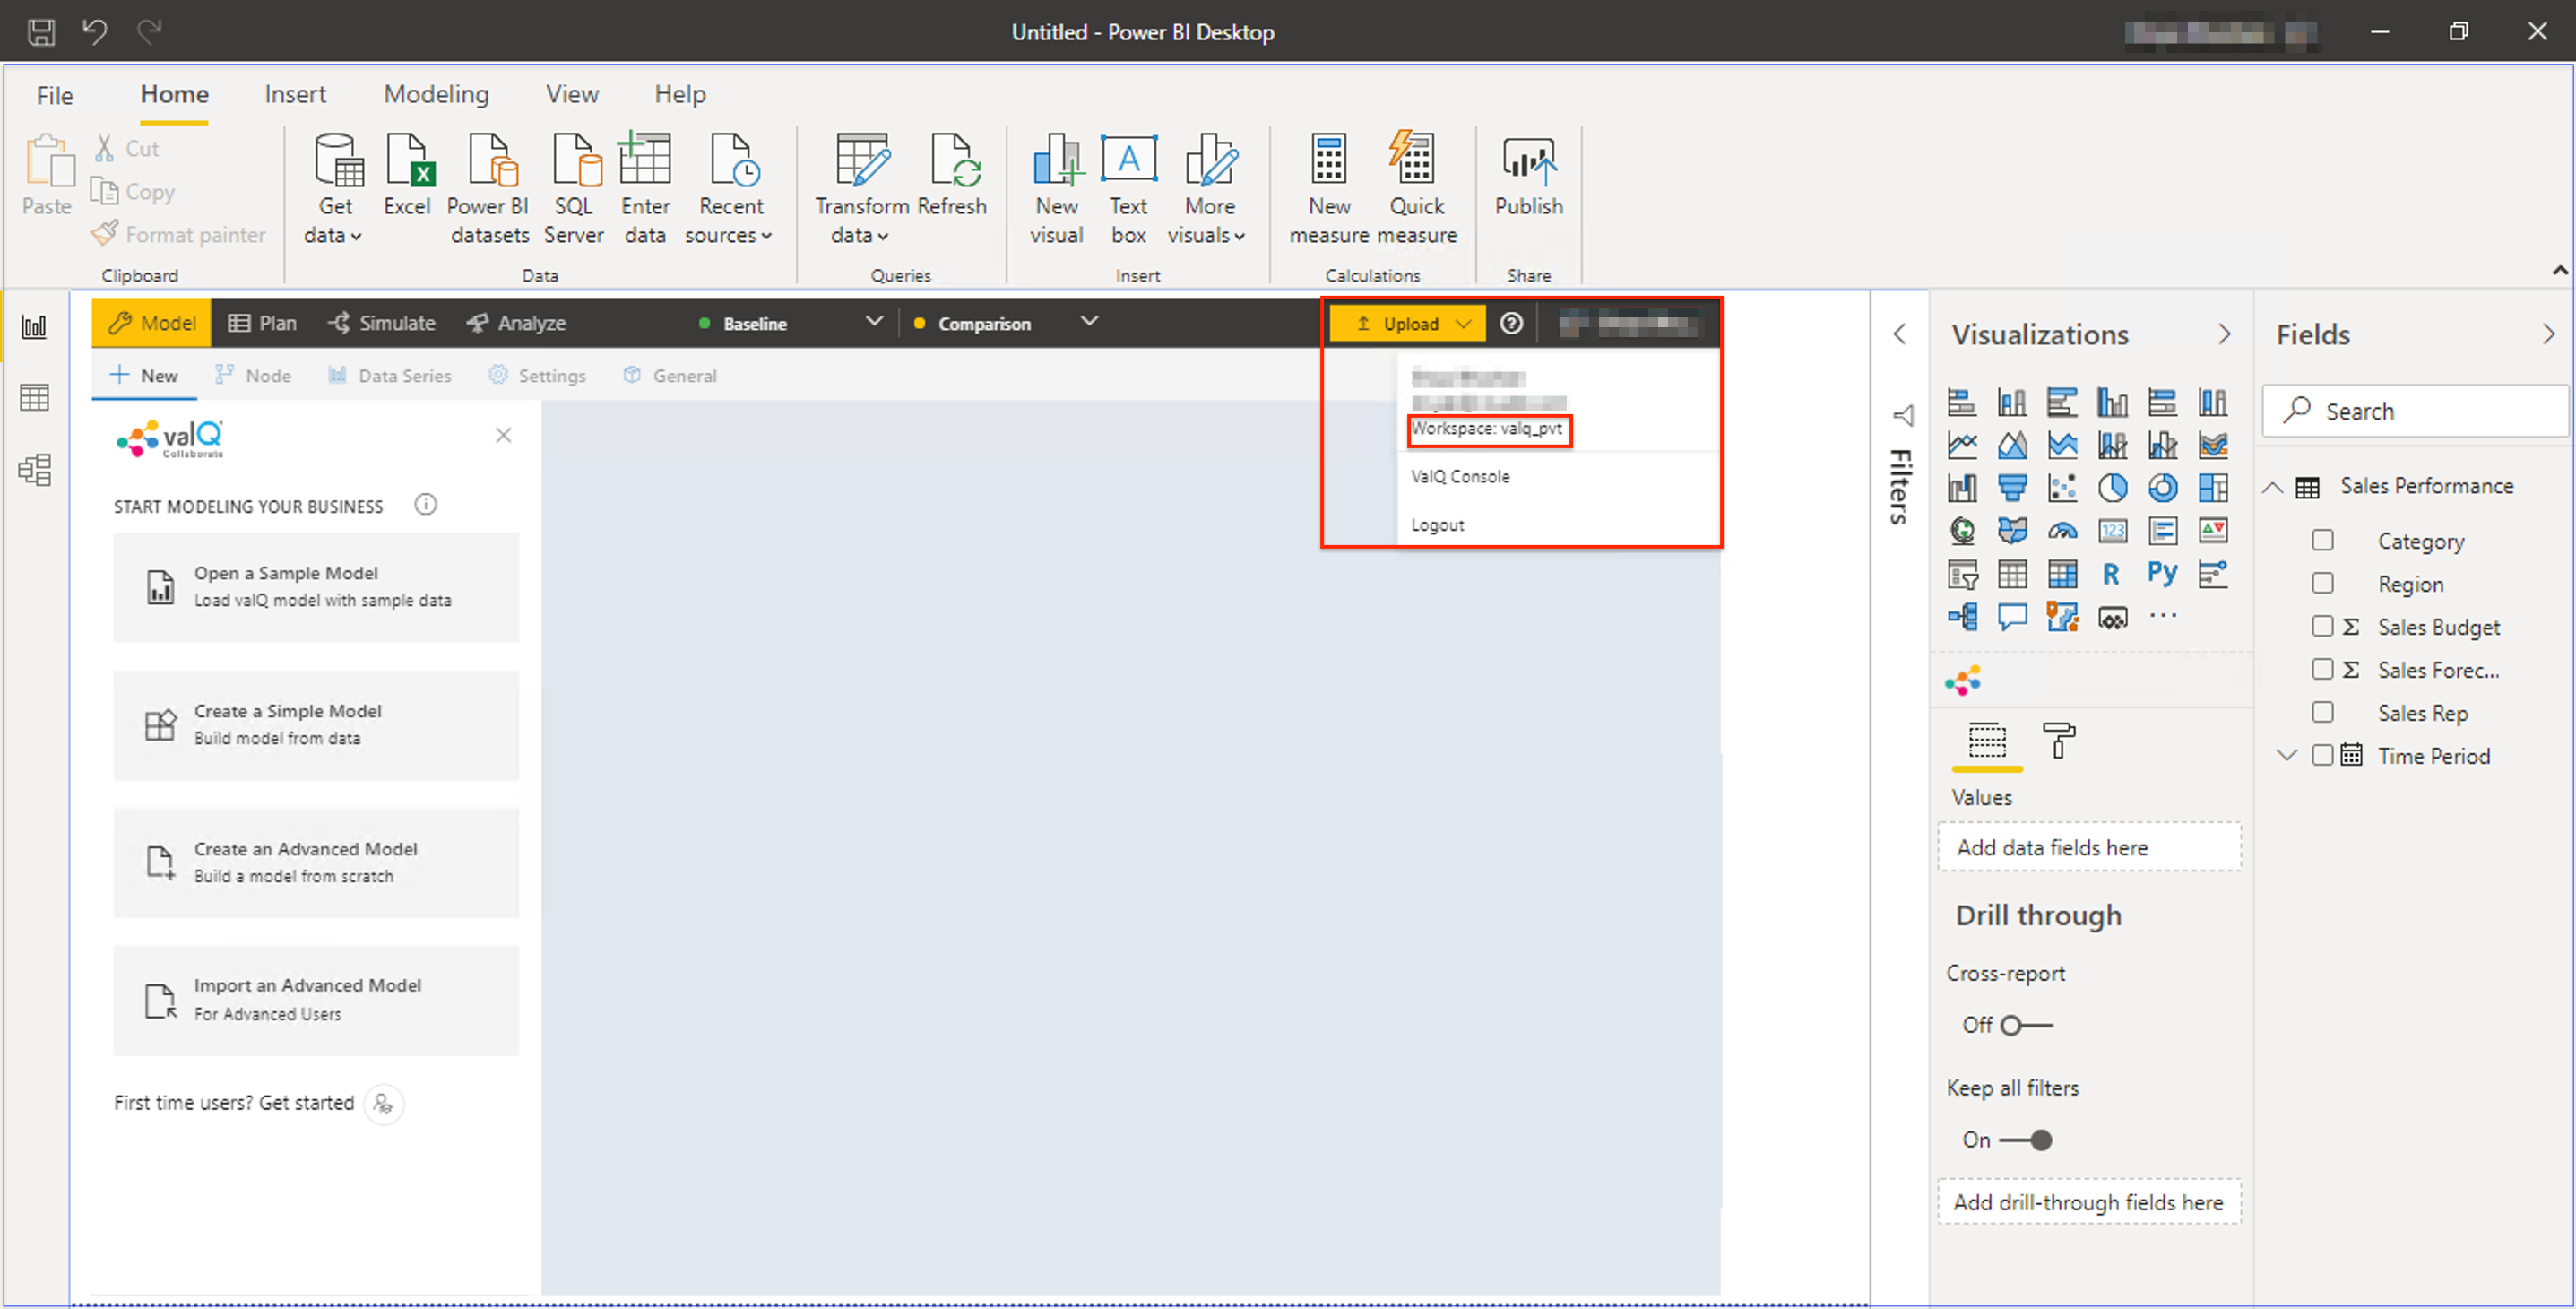 Untitled - Power BI Desktop
File Home Insert Modeling View Help
Paste
Cut
Copy
Format painter
Clipboard
Get data
Excel
Power BI datasets
SQL Server
Enter data
Recent sources
Data
Transform data
Refresh
Queries
New visual
Text box
More visuals
Insert
New measure
Quick measure
Calculations
Publish
Share
Model Plan Simulate Analyze Baseline Comparison Upload
New Node Data Series Settings General
Workspace: valq_pvt
ValQ Console
Logout
valQ
Collaborate
START MODELING YOUR BUSINESS
Open a Sample Model
Load valQ model with sample data
Create a Simple Model
Build model from data
Create an Advanced Model
Build a model from scratch
Import an Advanced Model
For Advanced Users
First time users? Get started
Filters
Visualizations
123
R Py
Values
Add data fields here
Drill through
Cross-report
Off
Keep all filters
On
Add drill-through fields here
Fields
Search
Sales Performance
Category
Region
Sales Budget
Sales Forec...
Sales Rep
Time Period